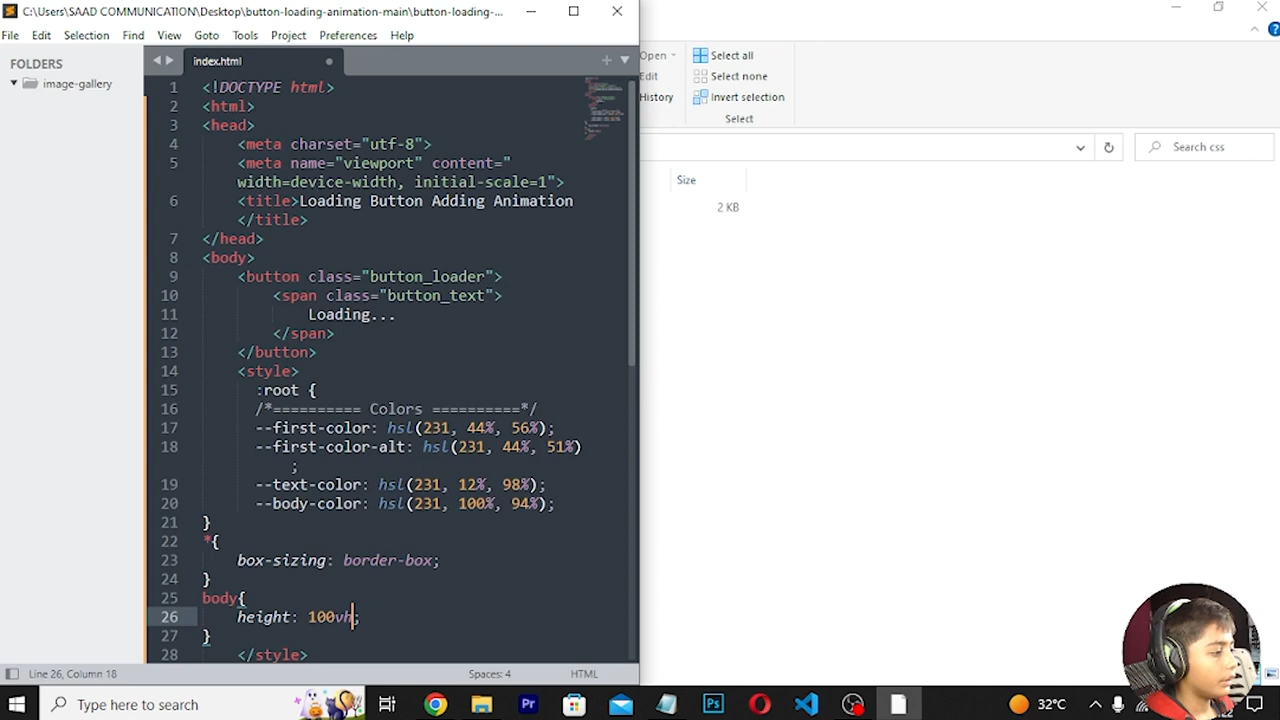 C:\Users\SAAD COMMUNICATION\Desktop\button-loading-animation-main\button-loading-...
File Edit Selection Find View Goto Tools Project Preferences Help
FOLDERS
image-gallery
index.html
1 <!DOCTYPE html>
2 <html>
3 <head>
4 <meta charset="utf-8">
5 <meta name="viewport" content="
width=device-width, initial-scale=1">
6 <title>Loading Button Adding Animation
</title>
7 </head>
8 <body>
9 <button class="button_loader">
10 <span class="button_text">
11 Loading...
12 </span>
13 </button>
14 <style>
15 :root {
16 /*========== Colors ==========*/
17 --first-color: hsl(231, 44%, 56%);
18 --first-color-alt: hsl(231, 44%, 51%)
;
19 --text-color: hsl(231, 12%, 98%);
20 --body-color: hsl(231, 100%, 94%);
21 }
22 *{
23 box-sizing: border-box;
24 }
25 body{
26 height: 100vh;
27 }
28 </style>
Line 26, Column 18
Spaces: 4
HTML
Open
Edit
History
Select all
Select none
Invert selection
Select
Search css
Size
2 KB
Type here to search
Pr
Ps
32°C